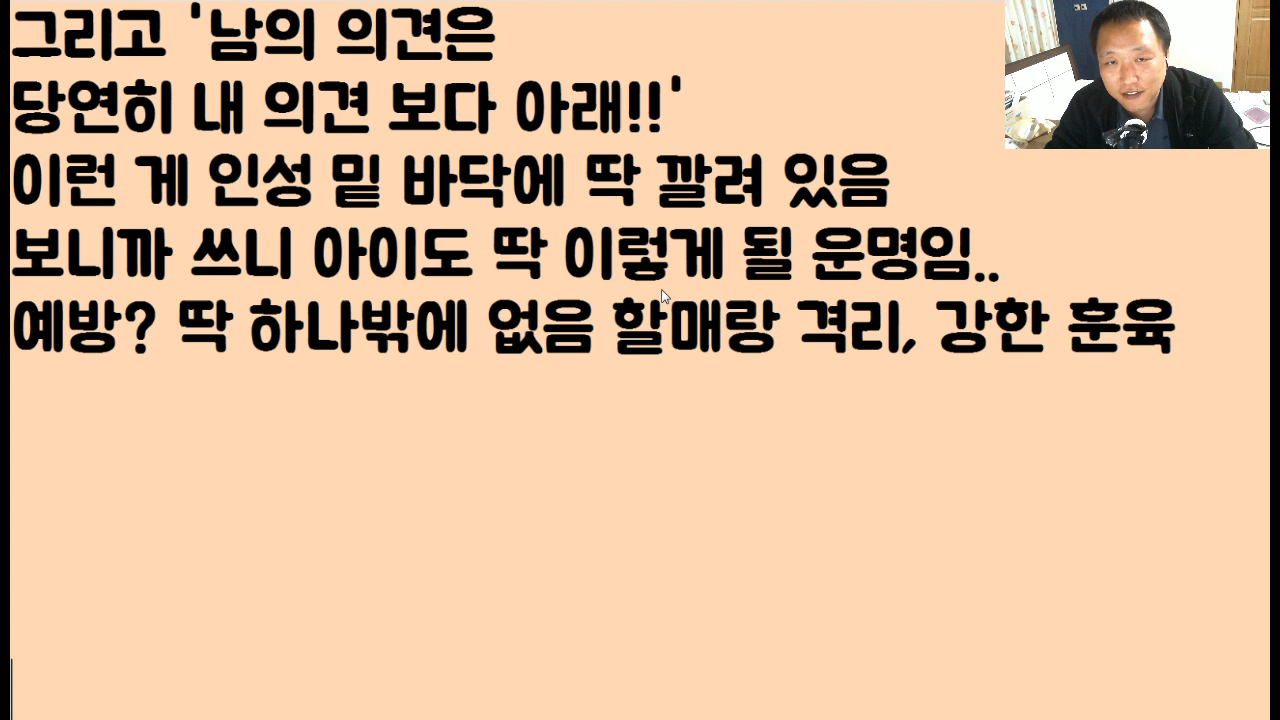 그리고 '남의 의견은
당연히 내 의견 보다 아래!!'
이런 게 인성 밑 바닥에 딱 깔려 있음
보니까 쓰니 아이도 딱 이렇게 될 운명임..
예방? 딱 하나밖에 없음 할매랑 격리, 강한 훈육